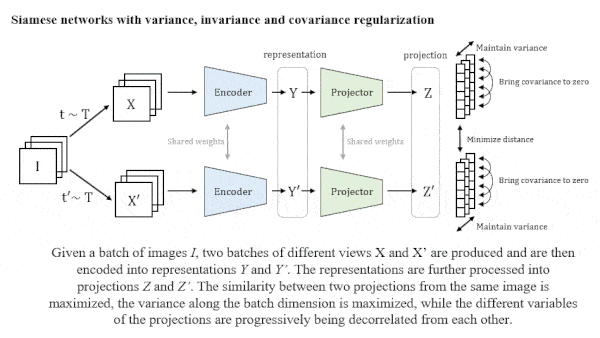 Siamese networks with variance, invariance and covariance regularization
representation
projection
Maintain variance
t ~ T
X
Encoder
Y
Projector
Z
Bring covariance to zero
I
Shared weights
Shared weights
Minimize distance
t′~ T
X′
Encoder
Y′
Projector
Z′
Bring covariance to zero
Maintain variance
Given a batch of images I, two batches of different views X and X’ are produced and are then
encoded into representations Y and Y′. The representations are further processed into
projections Z and Z′. The similarity between two projections from the same image is
maximized, the variance along the batch dimension is maximized, while the different variables
of the projections are progressively being decorrelated from each other.